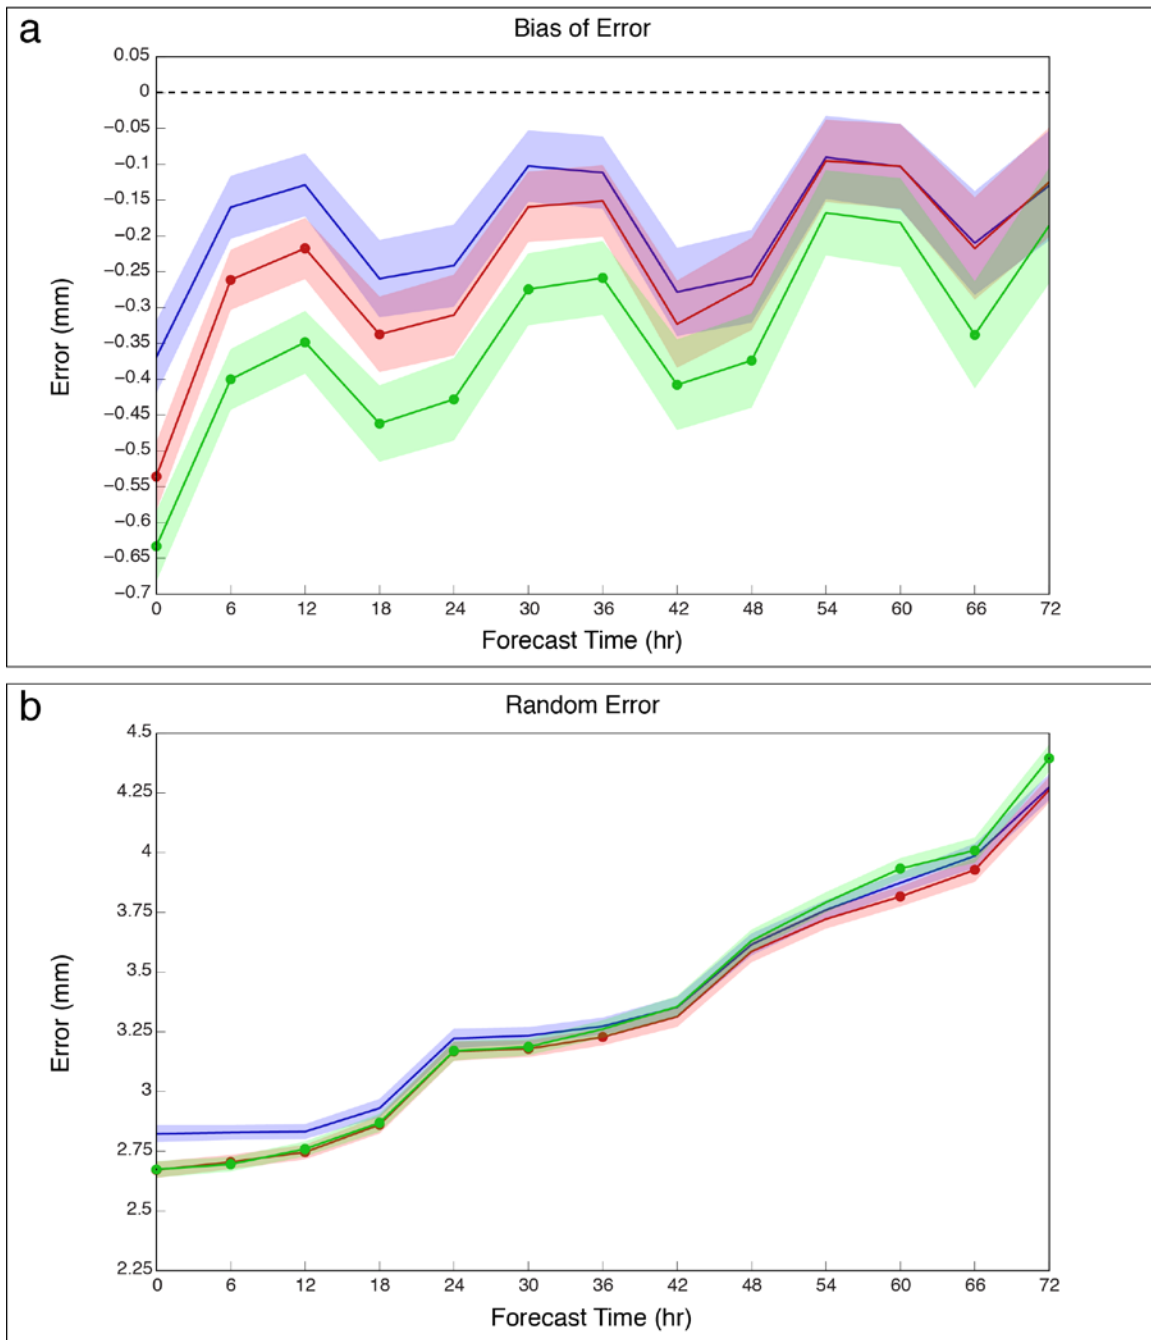 a
Bias of Error
0.05
0
−0.05
−0.1
−0.15
−0.2
−0.25
−0.3
−0.35
−0.4
−0.45
−0.5
−0.55
−0.6
−0.65
−0.7
Error (mm)
0 6 12 18 24 30 36 42 48 54 60 66 72
Forecast Time (hr)
b
Random Error
4.5
4.25
4
3.75
3.5
3.25
3
2.75
2.5
2.25
Error (mm)
0 6 12 18 24 30 36 42 48 54 60 66 72
Forecast Time (hr)